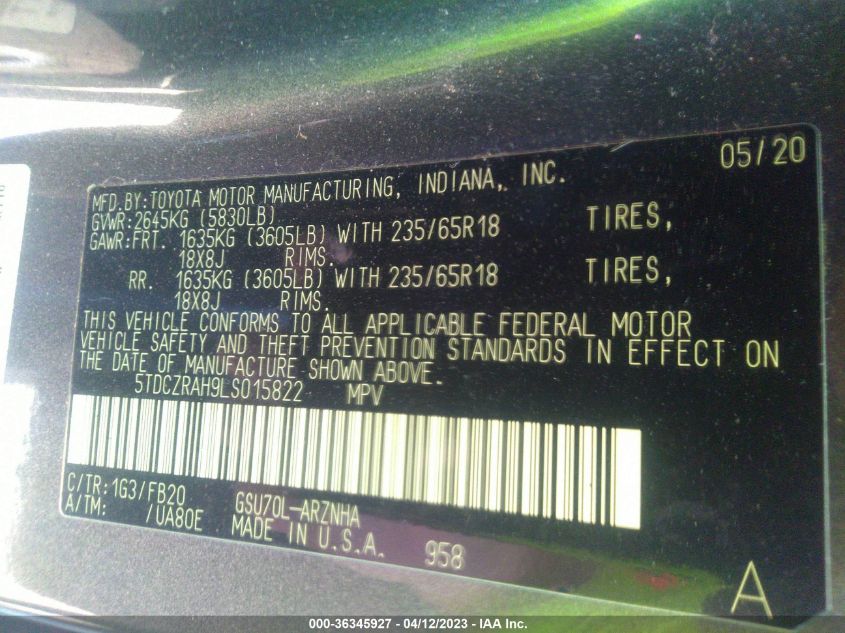 05/20
MFD.BY:TOYOTA MOTOR MANUFACTURING, INDIANA, INC.
GVWR:2645KG (5830LB)
GAWR:FRT. 1635KG (3605LB) WITH 235/65R18 TIRES,
18X8J RIMS.
RR. 1635KG (3605LB) WITH 235/65R18 TIRES,
18X8J RIMS.
THIS VEHICLE CONFORMS TO ALL APPLICABLE FEDERAL MOTOR
VEHICLE SAFETY AND THEFT PREVENTION STANDARDS IN EFFECT ON
THE DATE OF MANUFACTURE SHOWN ABOVE.
5TDCZRAH9LS015822 MPV
C/TR:1G3/FB20 GSU70L-ARZNHA
A/TM: /UA80E MADE IN U.S.A. 958
A
000-36345927 - 04/12/2023 - IAA Inc.